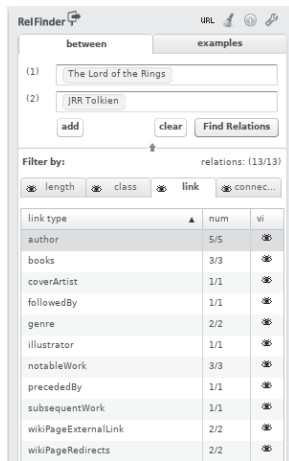 RelFinder URL
between examples
(1) The Lord of the Rings
(2) JRR Tolkien
add clear Find Relations
Filter by: relations: (13/13)
length class link connec...
link type num vi
author 5/5
books 3/3
coverArtist 1/1
followedBy 1/1
genre 2/2
illustrator 1/1
notableWork 3/3
precededBy 1/1
subsequentWork 1/1
wikiPageExternalLink 2/2
wikiPageRedirects 2/2